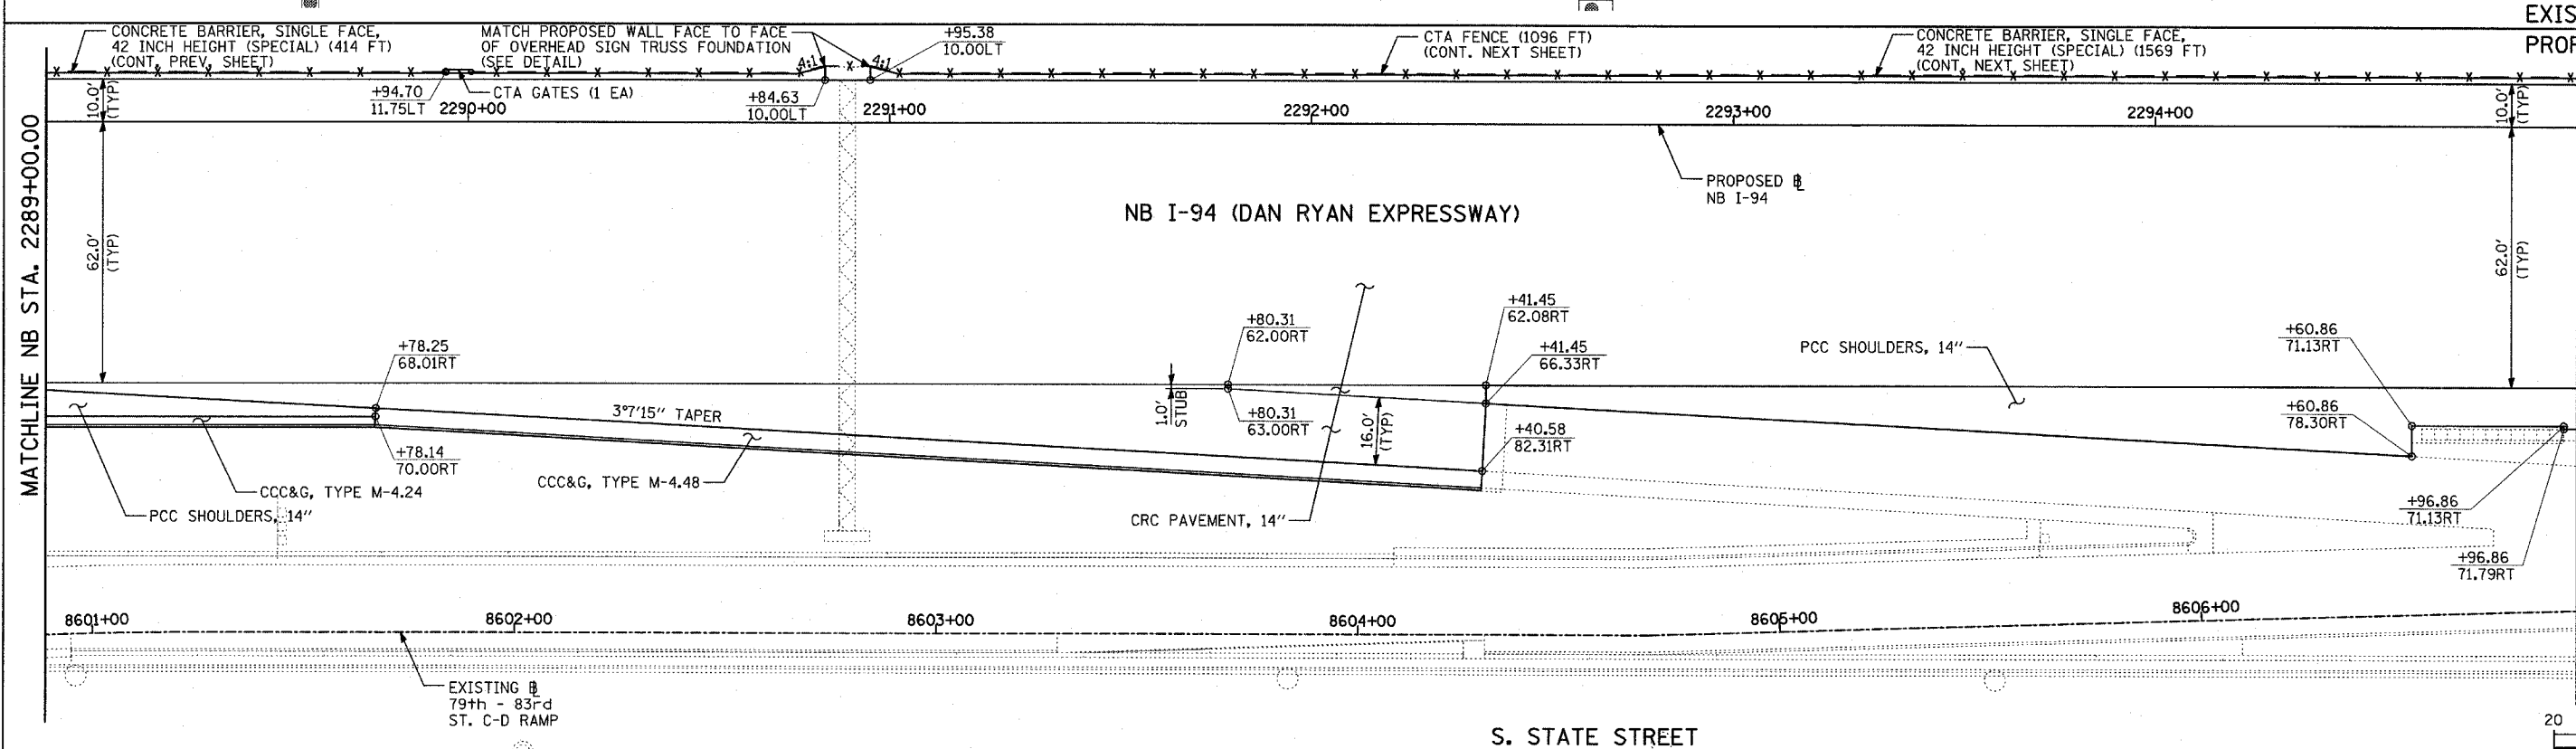 EXIS
PROP
CONCRETE BARRIER, SINGLE FACE,
42 INCH HEIGHT (SPECIAL) (414 FT)
(CONT. PREV. SHEET)
MATCH PROPOSED WALL FACE TO FACE
OF OVERHEAD SIGN TRUSS FOUNDATION
(SEE DETAIL)
4:1
4:1
+95.38
10.00LT
CTA FENCE (1096 FT)
(CONT. NEXT SHEET)
CONCRETE BARRIER, SINGLE FACE,
42 INCH HEIGHT (SPECIAL) (1569 FT)
(CONT. NEXT SHEET)
10.0'
(TYP)
+94.70
11.75LT
CTA GATES (1 EA)
+84.63
10.00LT
10.0'
(TYP)
2290+00
2291+00
2292+00
2293+00
2294+00
MATCHLINE NB STA. 2289+00.00
62.0'
(TYP)
PROPOSED BL
NB I-94
NB I-94 (DAN RYAN EXPRESSWAY)
62.0'
(TYP)
+78.25
68.01RT
+80.31
62.00RT
+41.45
62.08RT
+41.45
66.33RT
PCC SHOULDERS, 14"
+60.86
71.13RT
3°7'15" TAPER
1.0'
STUB
+80.31
63.00RT
16.0'
(TYP)
+40.58
82.31RT
+60.86
78.30RT
+78.14
70.00RT
CCC&G, TYPE M-4.24
CCC&G, TYPE M-4.48
PCC SHOULDERS, 14"
CRC PAVEMENT, 14"
+96.86
71.13RT
+96.86
71.79RT
8601+00
8602+00
8603+00
8604+00
8605+00
8606+00
EXISTING BL
79th - 83rd
ST. C-D RAMP
S. STATE STREET
20